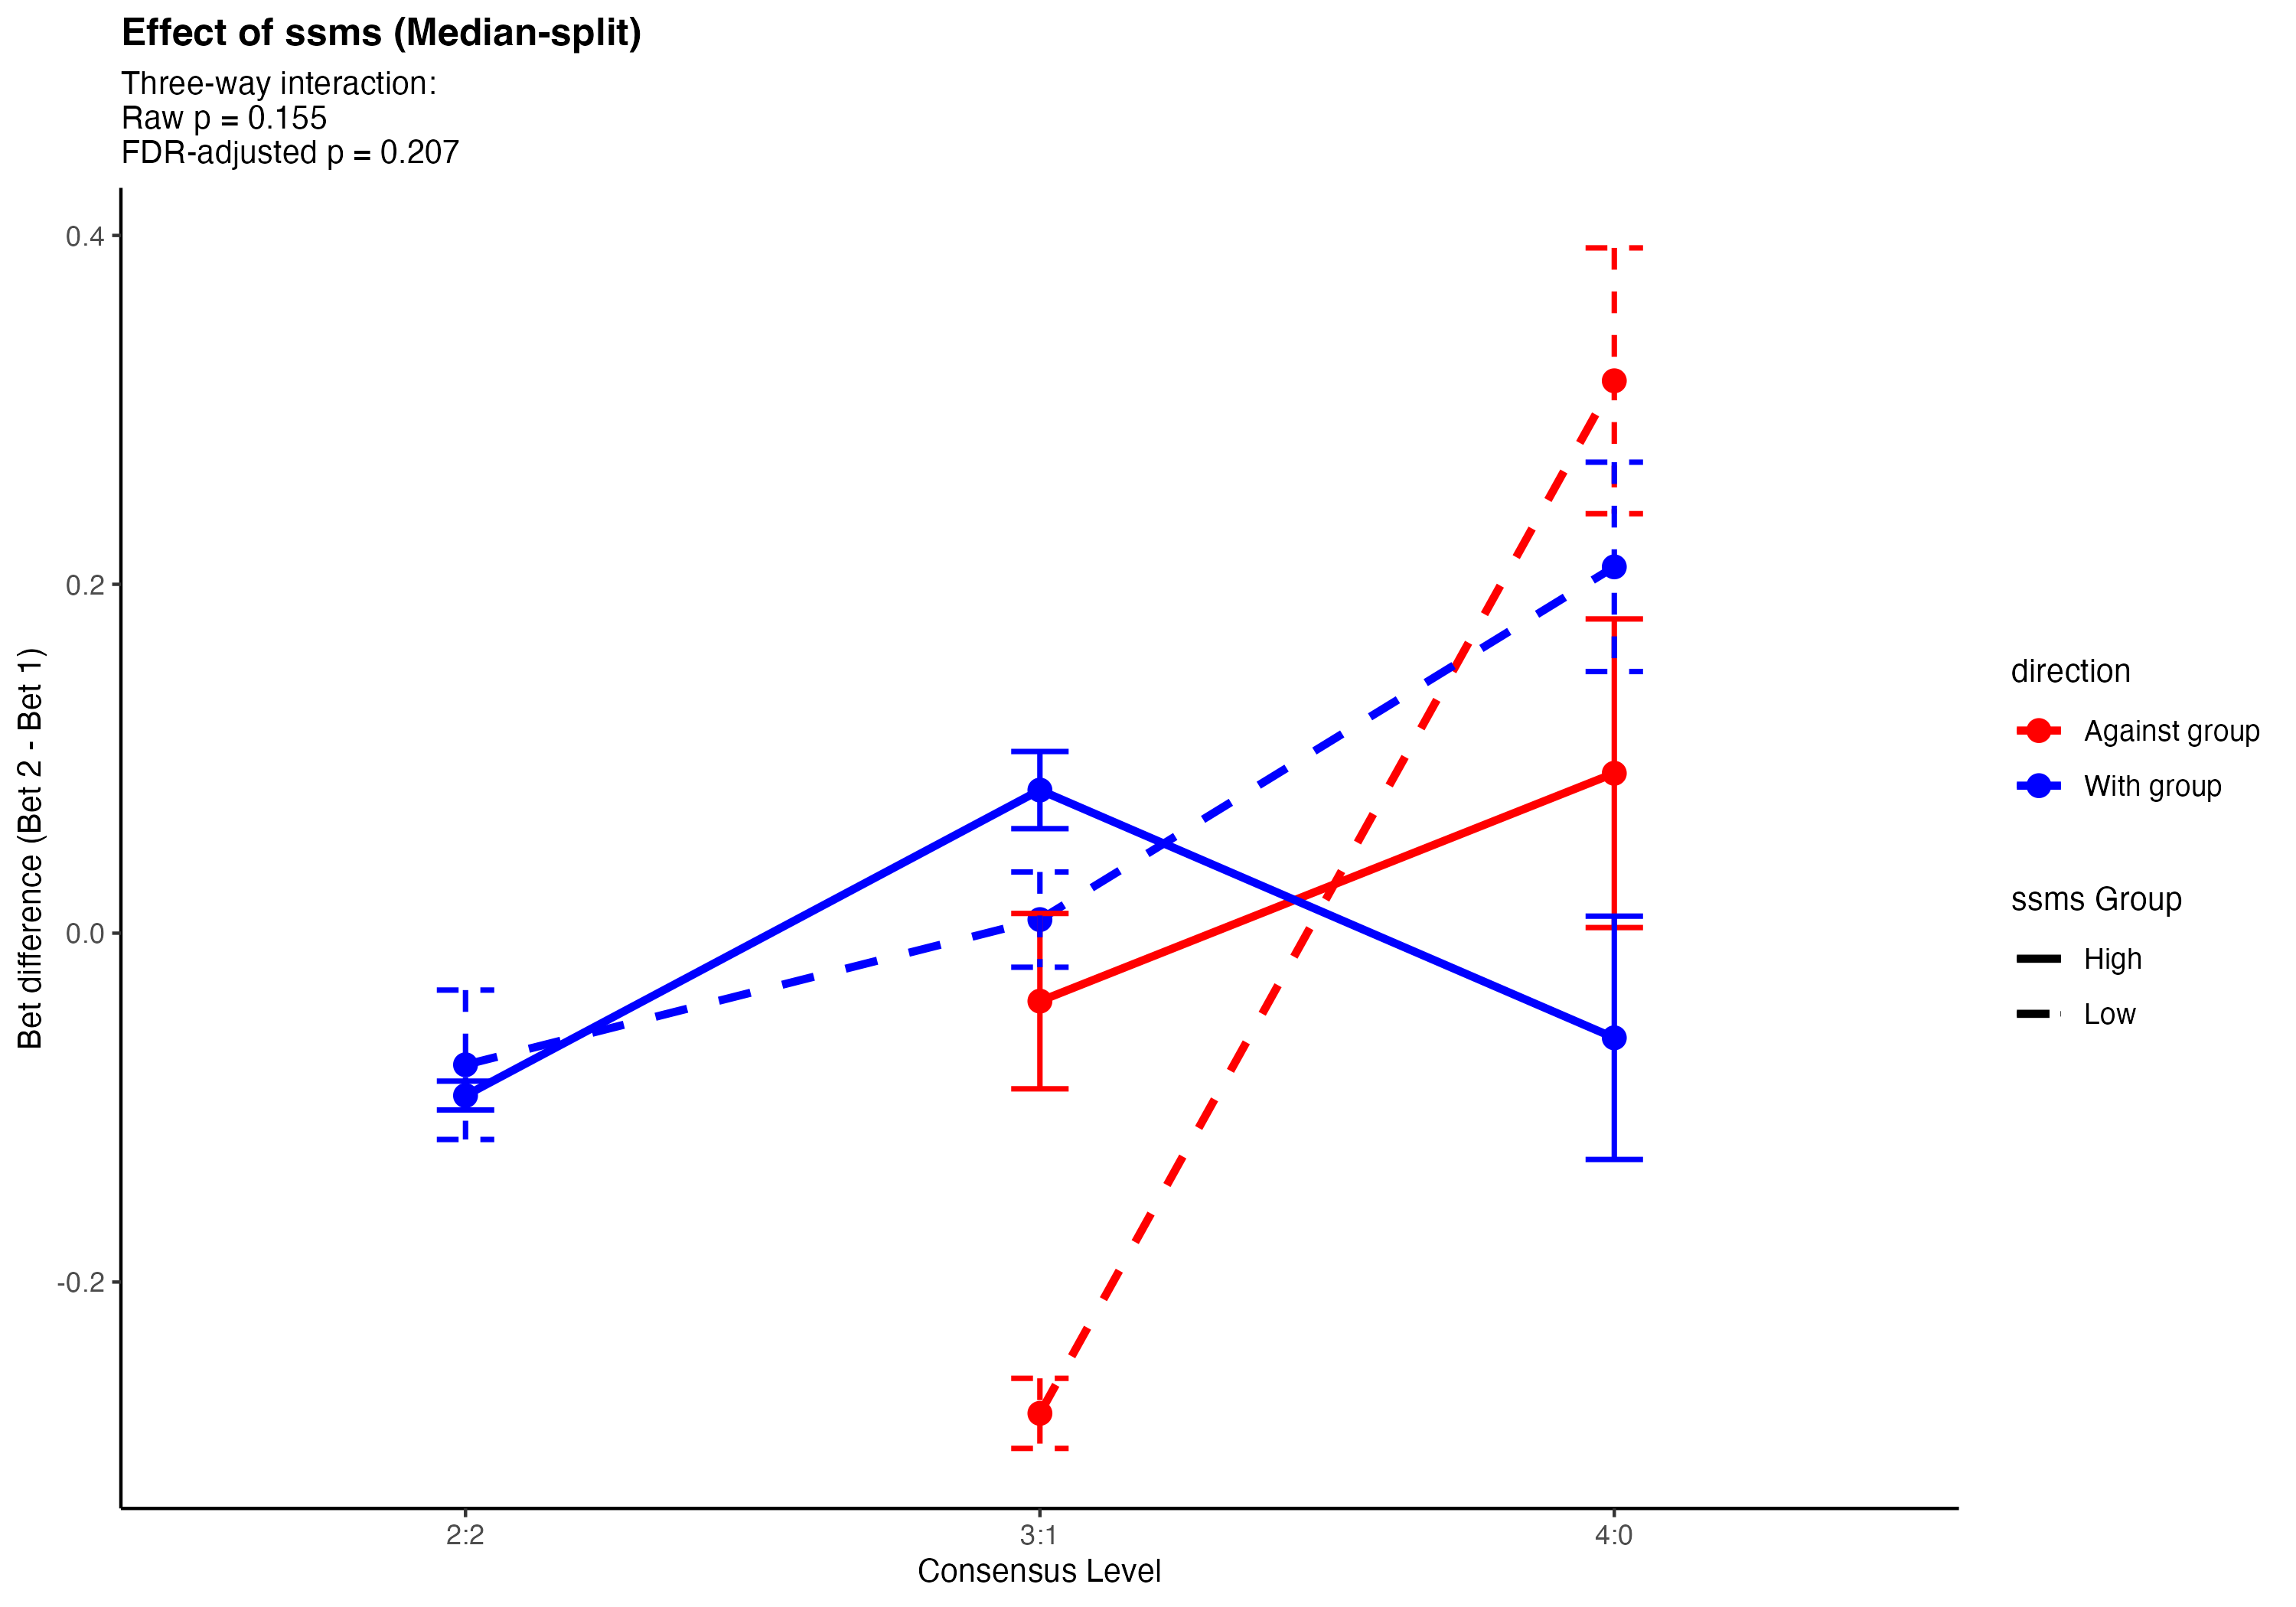 Effect of ssms (Median-split)
Three-way interaction:
Raw p = 0.155
FDR-adjusted p = 0.207
Bet difference (Bet 2 - Bet 1)
0.4
0.2
0.0
-0.2
2:2
3:1
4:0
Consensus Level
direction
Against group
With group
ssms Group
High
Low